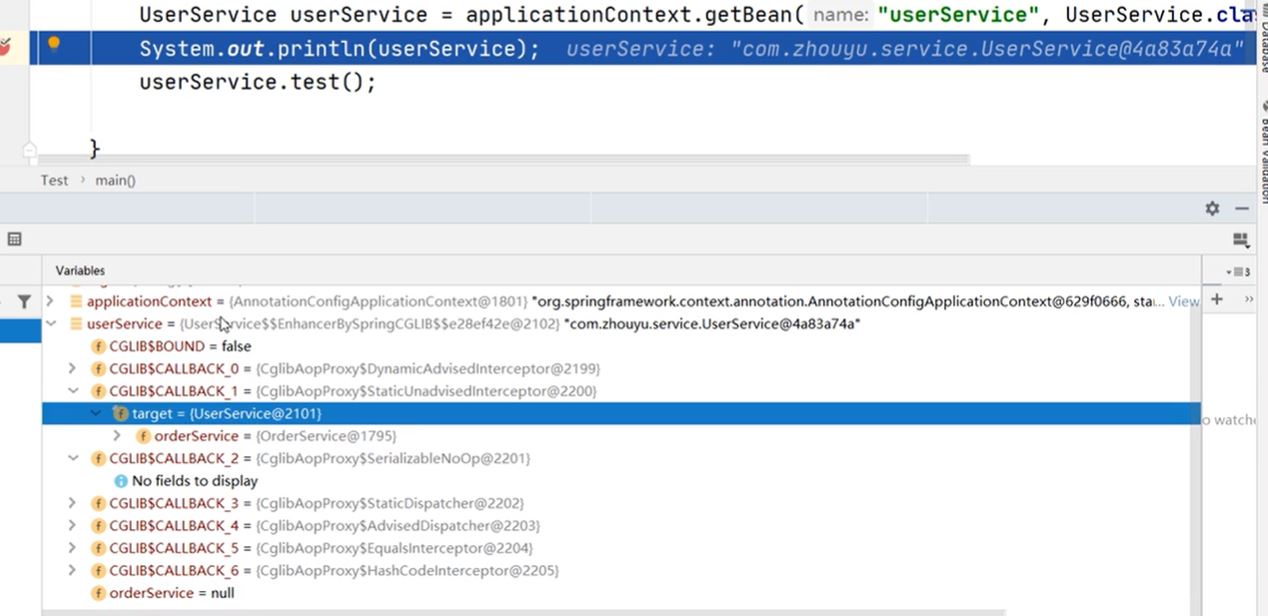 UserService userService = applicationContext.getBean( name: "userService", UserService.cla
System.out.println(userService);  userService: "com.zhouyu.service.UserService@4a83a74a"
userService.test();
}
Database
Bean Validation
Test › main()
Variables
3
applicationContext = {AnnotationConfigApplicationContext@1801} "org.springframework.context.annotation.AnnotationConfigApplicationContext@629f0666, sta... View
userService = {UserService$$EnhancerBySpringCGLIB$$e28ef42e@2102} "com.zhouyu.service.UserService@4a83a74a"
CGLIB$BOUND = false
CGLIB$CALLBACK_0 = {CglibAopProxy$DynamicAdvisedInterceptor@2199}
CGLIB$CALLBACK_1 = {CglibAopProxy$StaticUnadvisedInterceptor@2200}
target = {UserService@2101}
o watche
orderService = {OrderService@1795}
CGLIB$CALLBACK_2 = {CglibAopProxy$SerializableNoOp@2201}
No fields to display
CGLIB$CALLBACK_3 = {CglibAopProxy$StaticDispatcher@2202}
CGLIB$CALLBACK_4 = {CglibAopProxy$AdvisedDispatcher@2203}
CGLIB$CALLBACK_5 = {CglibAopProxy$EqualsInterceptor@2204}
CGLIB$CALLBACK_6 = {CglibAopProxy$HashCodeInterceptor@2205}
orderService = null